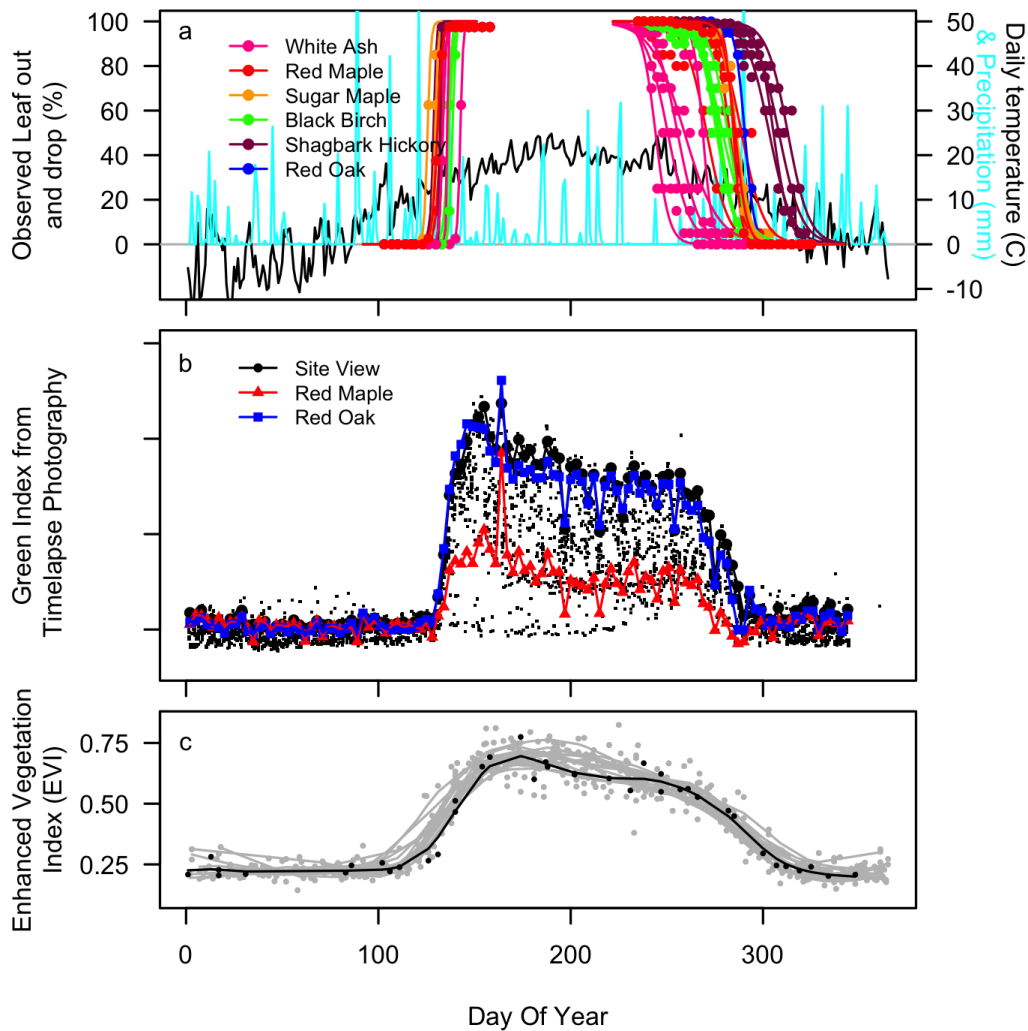 a
Observed Leaf out
and drop (%)
100
80
60
40
20
0
White Ash
Red Maple
Sugar Maple
Black Birch
Shagbark Hickory
Red Oak
50
40
30
20
10
0
-10
Daily temperature (C)
& Precipitation (mm)
b
Green Index from
Timelapse Photography
Site View
Red Maple
Red Oak
c
Enhanced Vegetation
Index (EVI)
0.75
0.50
0.25
0 100 200 300
Day Of Year